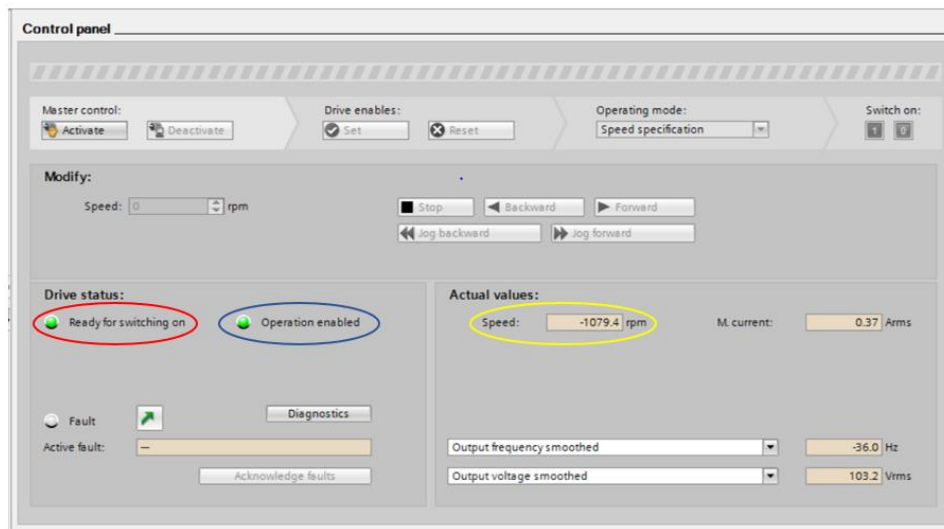 Control panel
Master control: Drive enables: Operating mode: Switch on:
Activate Deactivate Set Reset Speed specification 1 0
Modify:
Speed: 0 rpm Stop Backward Forward
Jog backward Jog forward
Drive status: Actual values:
Ready for switching on Operation enabled Speed: -1079.4 rpm M. current: 0.37 Arms
Fault Diagnostics
Active fault: —
Output frequency smoothed -36.0 Hz
Acknowledge faults Output voltage smoothed 103.2 Vrms